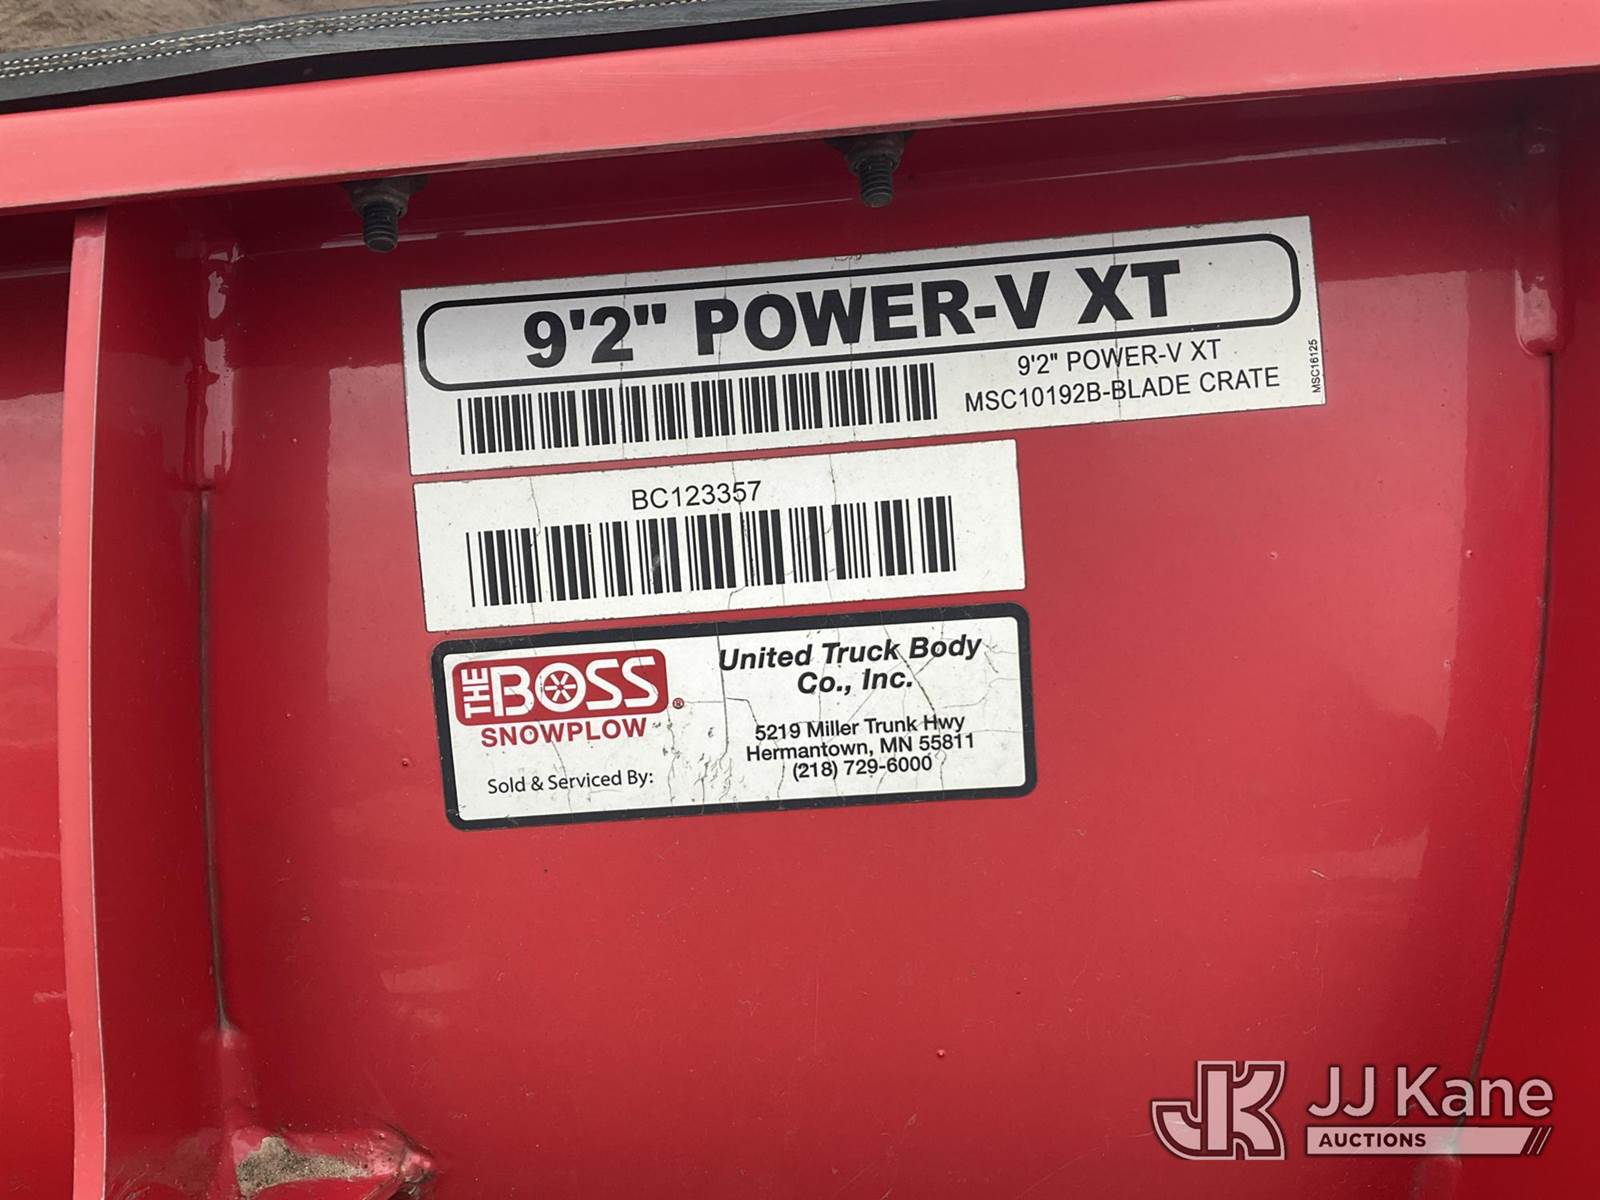 9'2" POWER-V XT
9'2" POWER-V XT
MSC10192B-BLADE CRATE
MSC16125
BC123357
THE BOSS®
SNOWPLOW
Sold & Serviced By:
United Truck Body
Co., Inc.
5219 Miller Trunk Hwy
Hermantown, MN 55811
(218) 729-6000
JK JJ Kane
AUCTIONS